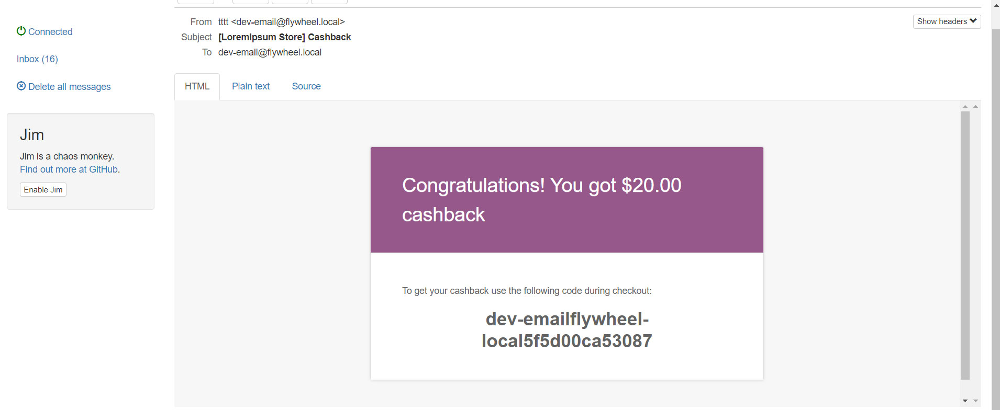 Connected
Inbox (16)
Delete all messages
Jim
Jim is a chaos monkey.
Find out more at GitHub.
Enable Jim
From tttt <dev-email@flywheel.local>
Show headers
Subject [LoremIpsum Store] Cashback
To dev-email@flywheel.local
HTML Plain text Source
Congratulations! You got $20.00
cashback
To get your cashback use the following code during checkout:
dev-emailflywheel-
local5f5d00ca53087